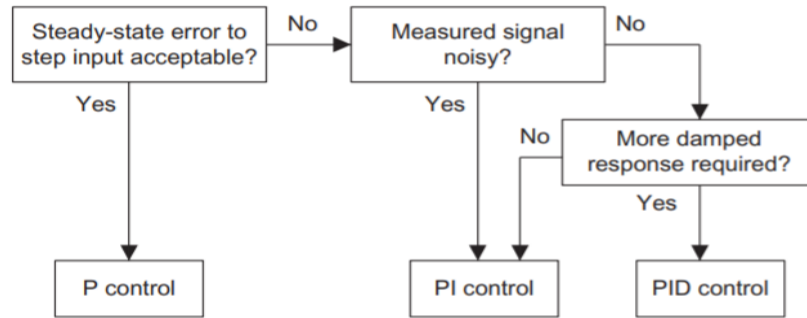 Steady-state error to
step input acceptable?
No
Measured signal
noisy?
No
Yes
Yes
No
More damped
response required?
Yes
P control
PI control
PID control